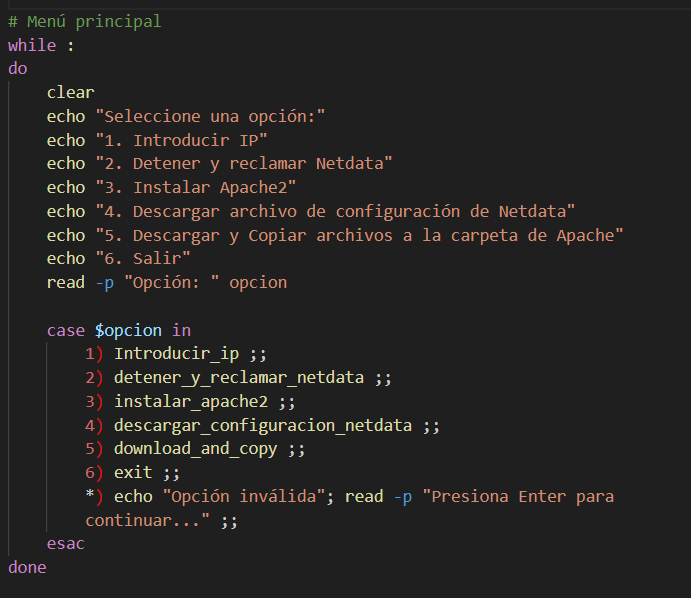 # Menú principal
while :
do
    clear
    echo "Seleccione una opción:"
    echo "1. Introducir IP"
    echo "2. Detener y reclamar Netdata"
    echo "3. Instalar Apache2"
    echo "4. Descargar archivo de configuración de Netdata"
    echo "5. Descargar y Copiar archivos a la carpeta de Apache"
    echo "6. Salir"
    read -p "Opción: " opcion

    case $opcion in
        1) Introducir_ip ;;
        2) detener_y_reclamar_netdata ;;
        3) instalar_apache2 ;;
        4) descargar_configuracion_netdata ;;
        5) download_and_copy ;;
        6) exit ;;
        *) echo "Opción inválida"; read -p "Presiona Enter para
        continuar..." ;;
    esac
done